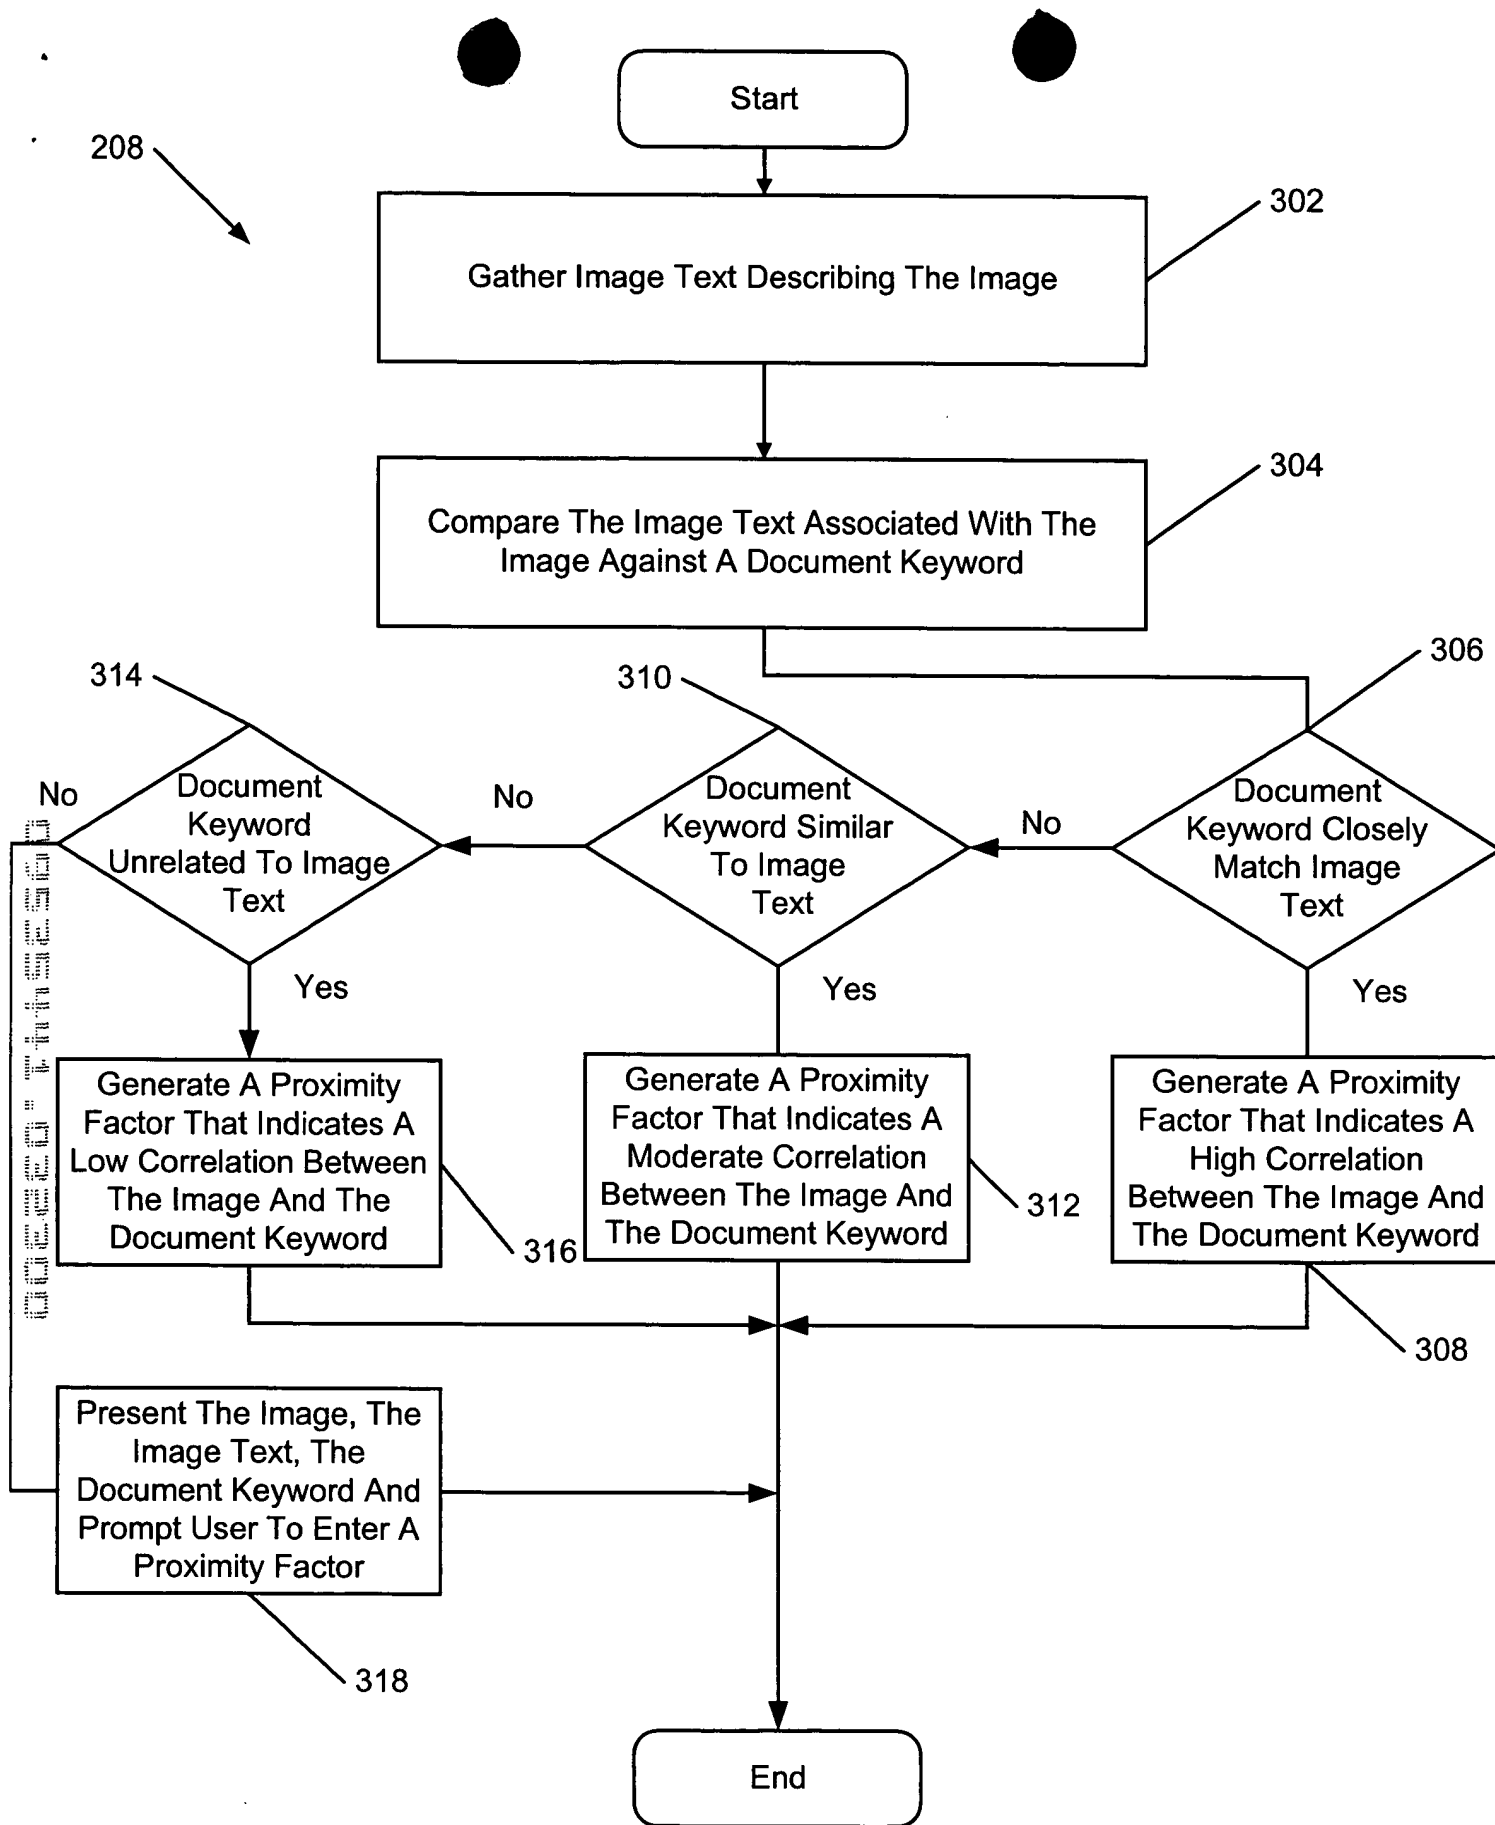 Start
208
302
Gather Image Text Describing The Image
304
Compare The Image Text Associated With The
Image Against A Document Keyword
314
310
306
No
Document
Keyword
Unrelated To Image
Text
No
Document
Keyword Similar
To Image
Text
No
Document
Keyword Closely
Match Image
Text
Yes
Yes
Yes
Generate A Proximity
Factor That Indicates A
Low Correlation Between
The Image And The
Document Keyword
316
Generate A Proximity
Factor That Indicates A
Moderate Correlation
Between The Image And
The Document Keyword
312
Generate A Proximity
Factor That Indicates A
High Correlation
Between The Image And
The Document Keyword
308
Present The Image, The
Image Text, The
Document Keyword And
Prompt User To Enter A
Proximity Factor
318
End